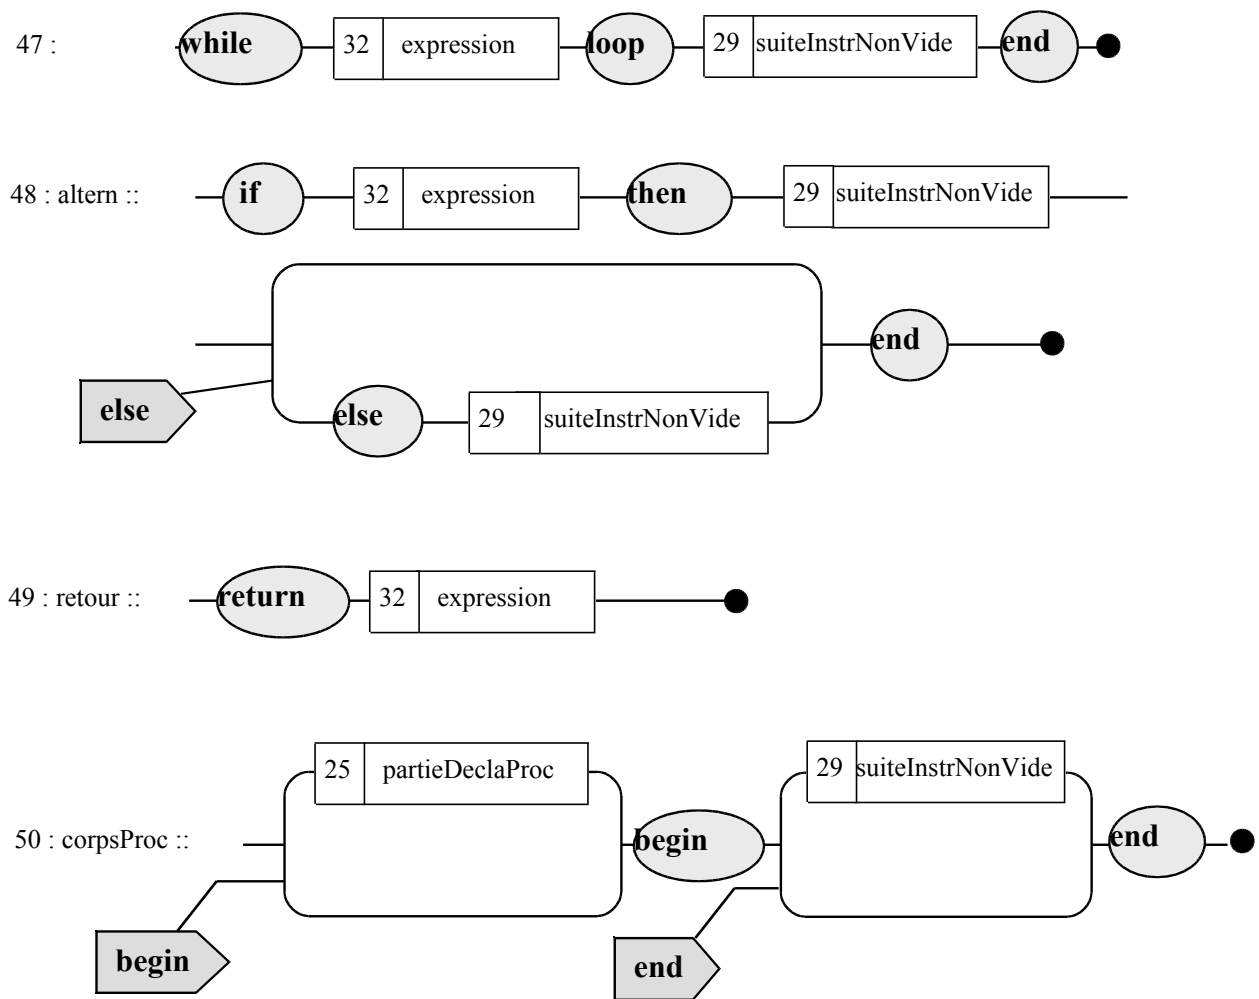 47 : while 32 expression loop 29 suiteInstrNonVide end
48 : altern :: if 32 expression then 29 suiteInstrNonVide
end
else
else 29 suiteInstrNonVide
49 : retour :: return 32 expression
25 partieDeclaProc 29 suiteInstrNonVide
50 : corpsProc :: begin end
begin end